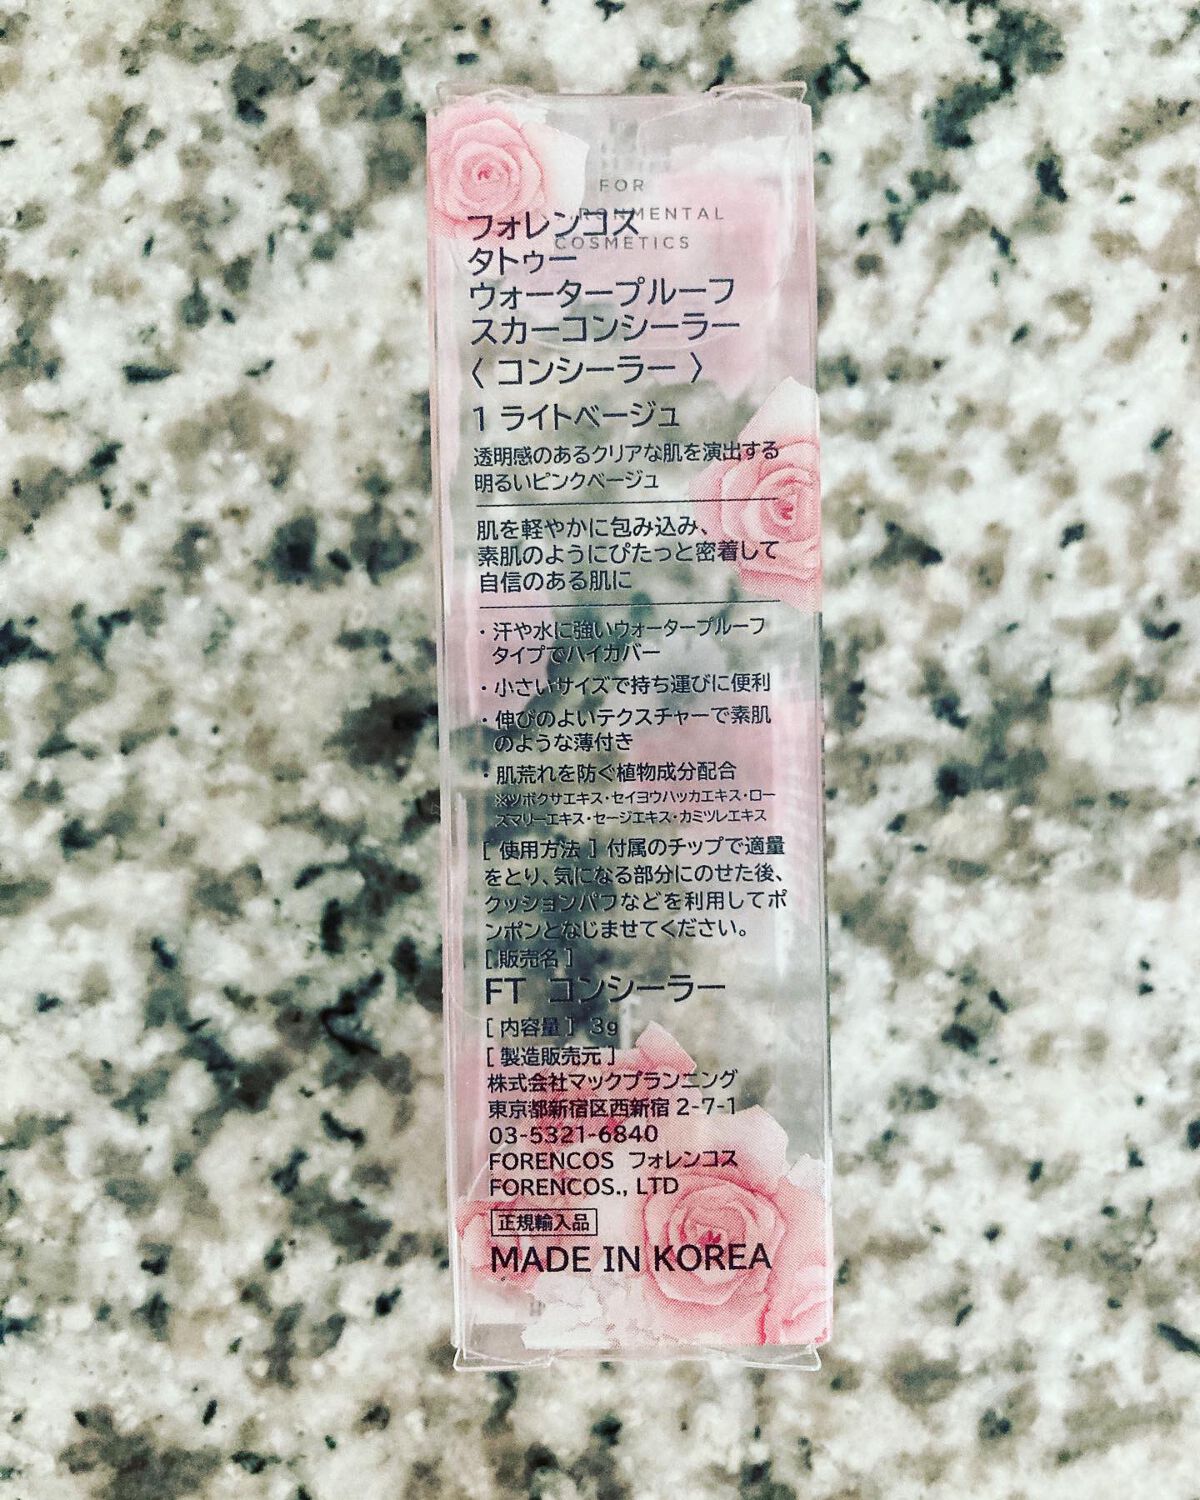 FOR
RONMENTAL
COSMETICS
フォレンコス
タトゥー
ウォータープルーフ
スカーコンシーラー
〈 コンシーラー 〉
1 ライトベージュ
透明感のあるクリアな肌を演出する
明るいピンクベージュ
肌を軽やかに包み込み、
素肌のようにぴたっと密着して
自信のある肌に
・汗や水に強いウォータープルーフ
タイプでハイカバー
・小さいサイズで持ち運びに便利
・伸びのよいテクスチャーで素肌
のような薄付き
・肌荒れを防ぐ植物成分配合
※ツボクサエキス・セイヨウハッカエキス・ロー
ズマリーエキス・セージエキス・カミツレエキス
[ 使用方法 ] 付属のチップで適量
をとり、気になる部分にのせた後、
クッションパフなどを利用してポ
ンポンとなじませてください。
[ 販売名 ]
FT コンシーラー
[ 内容量 ] 3g
[ 製造販売元 ]
株式会社マックプランニング
東京都新宿区西新宿 2-7-1
03-5321-6840
FORENCOS フォレンコス
FORENCOS., LTD
正規輸入品
MADE IN KOREA